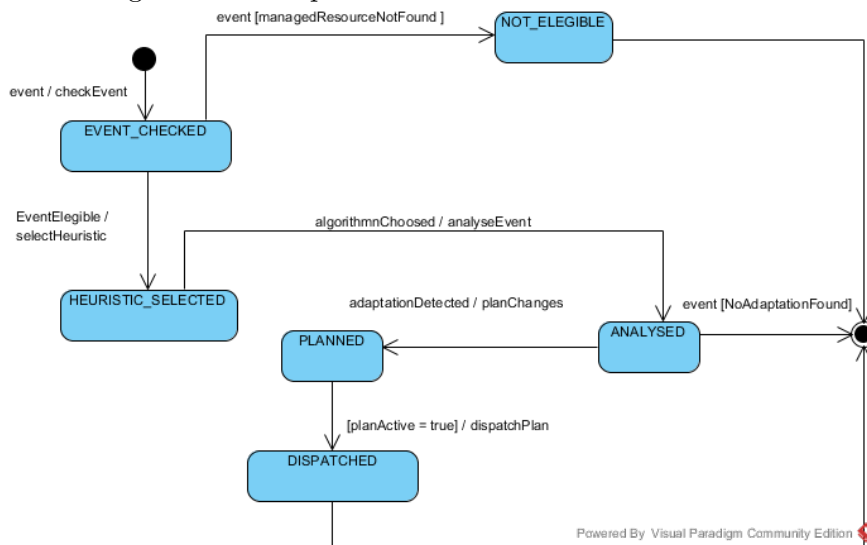 event [managedResourceNotFound ]
NOT_ELEGIBLE
event / checkEvent
EVENT_CHECKED
EventElegible /
selectHeuristic
algorithmnChoosed / analyseEvent
HEURISTIC_SELECTED
adaptationDetected / planChanges
event [NoAdaptationFound]
PLANNED
ANALYSED
[planActive = true] / dispatchPlan
DISPATCHED
Powered By Visual Paradigm Community Edition